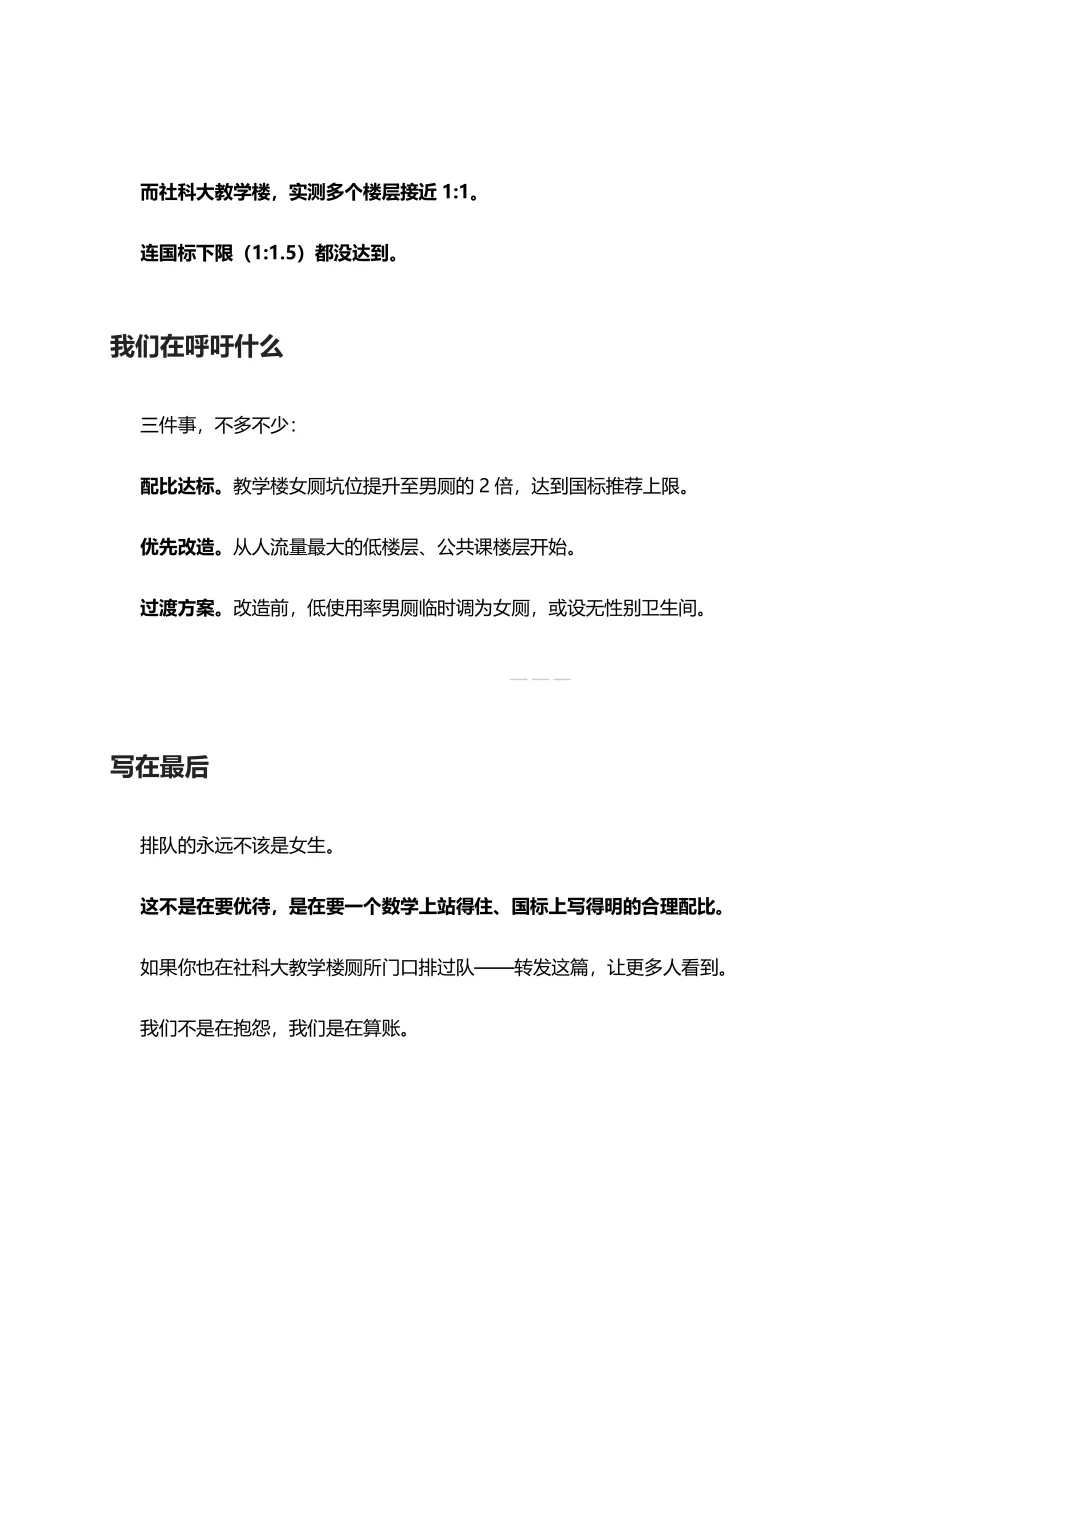 而社科大教学楼，实测多个楼层接近 1:1。
连国标下限（1:1.5）都没达到。
我们在呼吁什么
三件事，不多不少：
配比达标。教学楼女厕坑位提升至男厕的 2 倍，达到国标推荐上限。
优先改造。从人流量最大的低楼层、公共课楼层开始。
过渡方案。改造前，低使用率男厕临时调为女厕，或设无性别卫生间。
———
写在最后
排队的永远不该是女生。
这不是在要优待，是在要一个数学上站得住、国标上写得明的合理配比。
如果你也在社科大教学楼厕所门口排过队——转发这篇，让更多人看到。
我们不是在抱怨，我们是在算账。